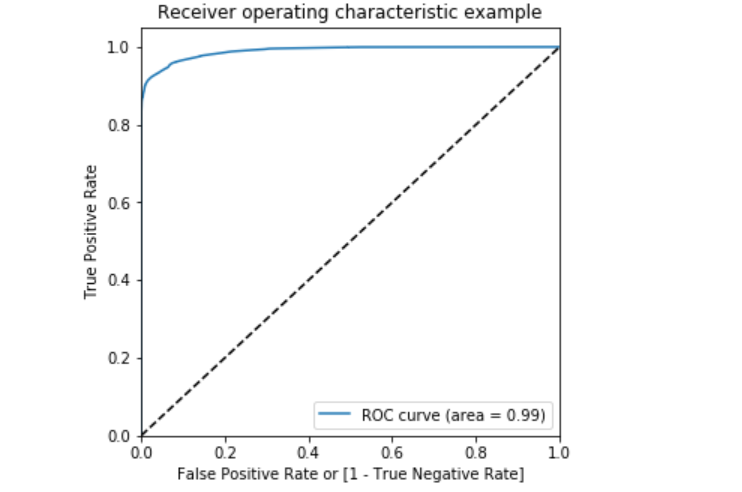 Receiver operating characteristic example
1.0
0.8
0.6
0.4
0.2
0.0
True Positive Rate
ROC curve (area = 0.99)
0.0 0.2 0.4 0.6 0.8 1.0
False Positive Rate or [1 - True Negative Rate]